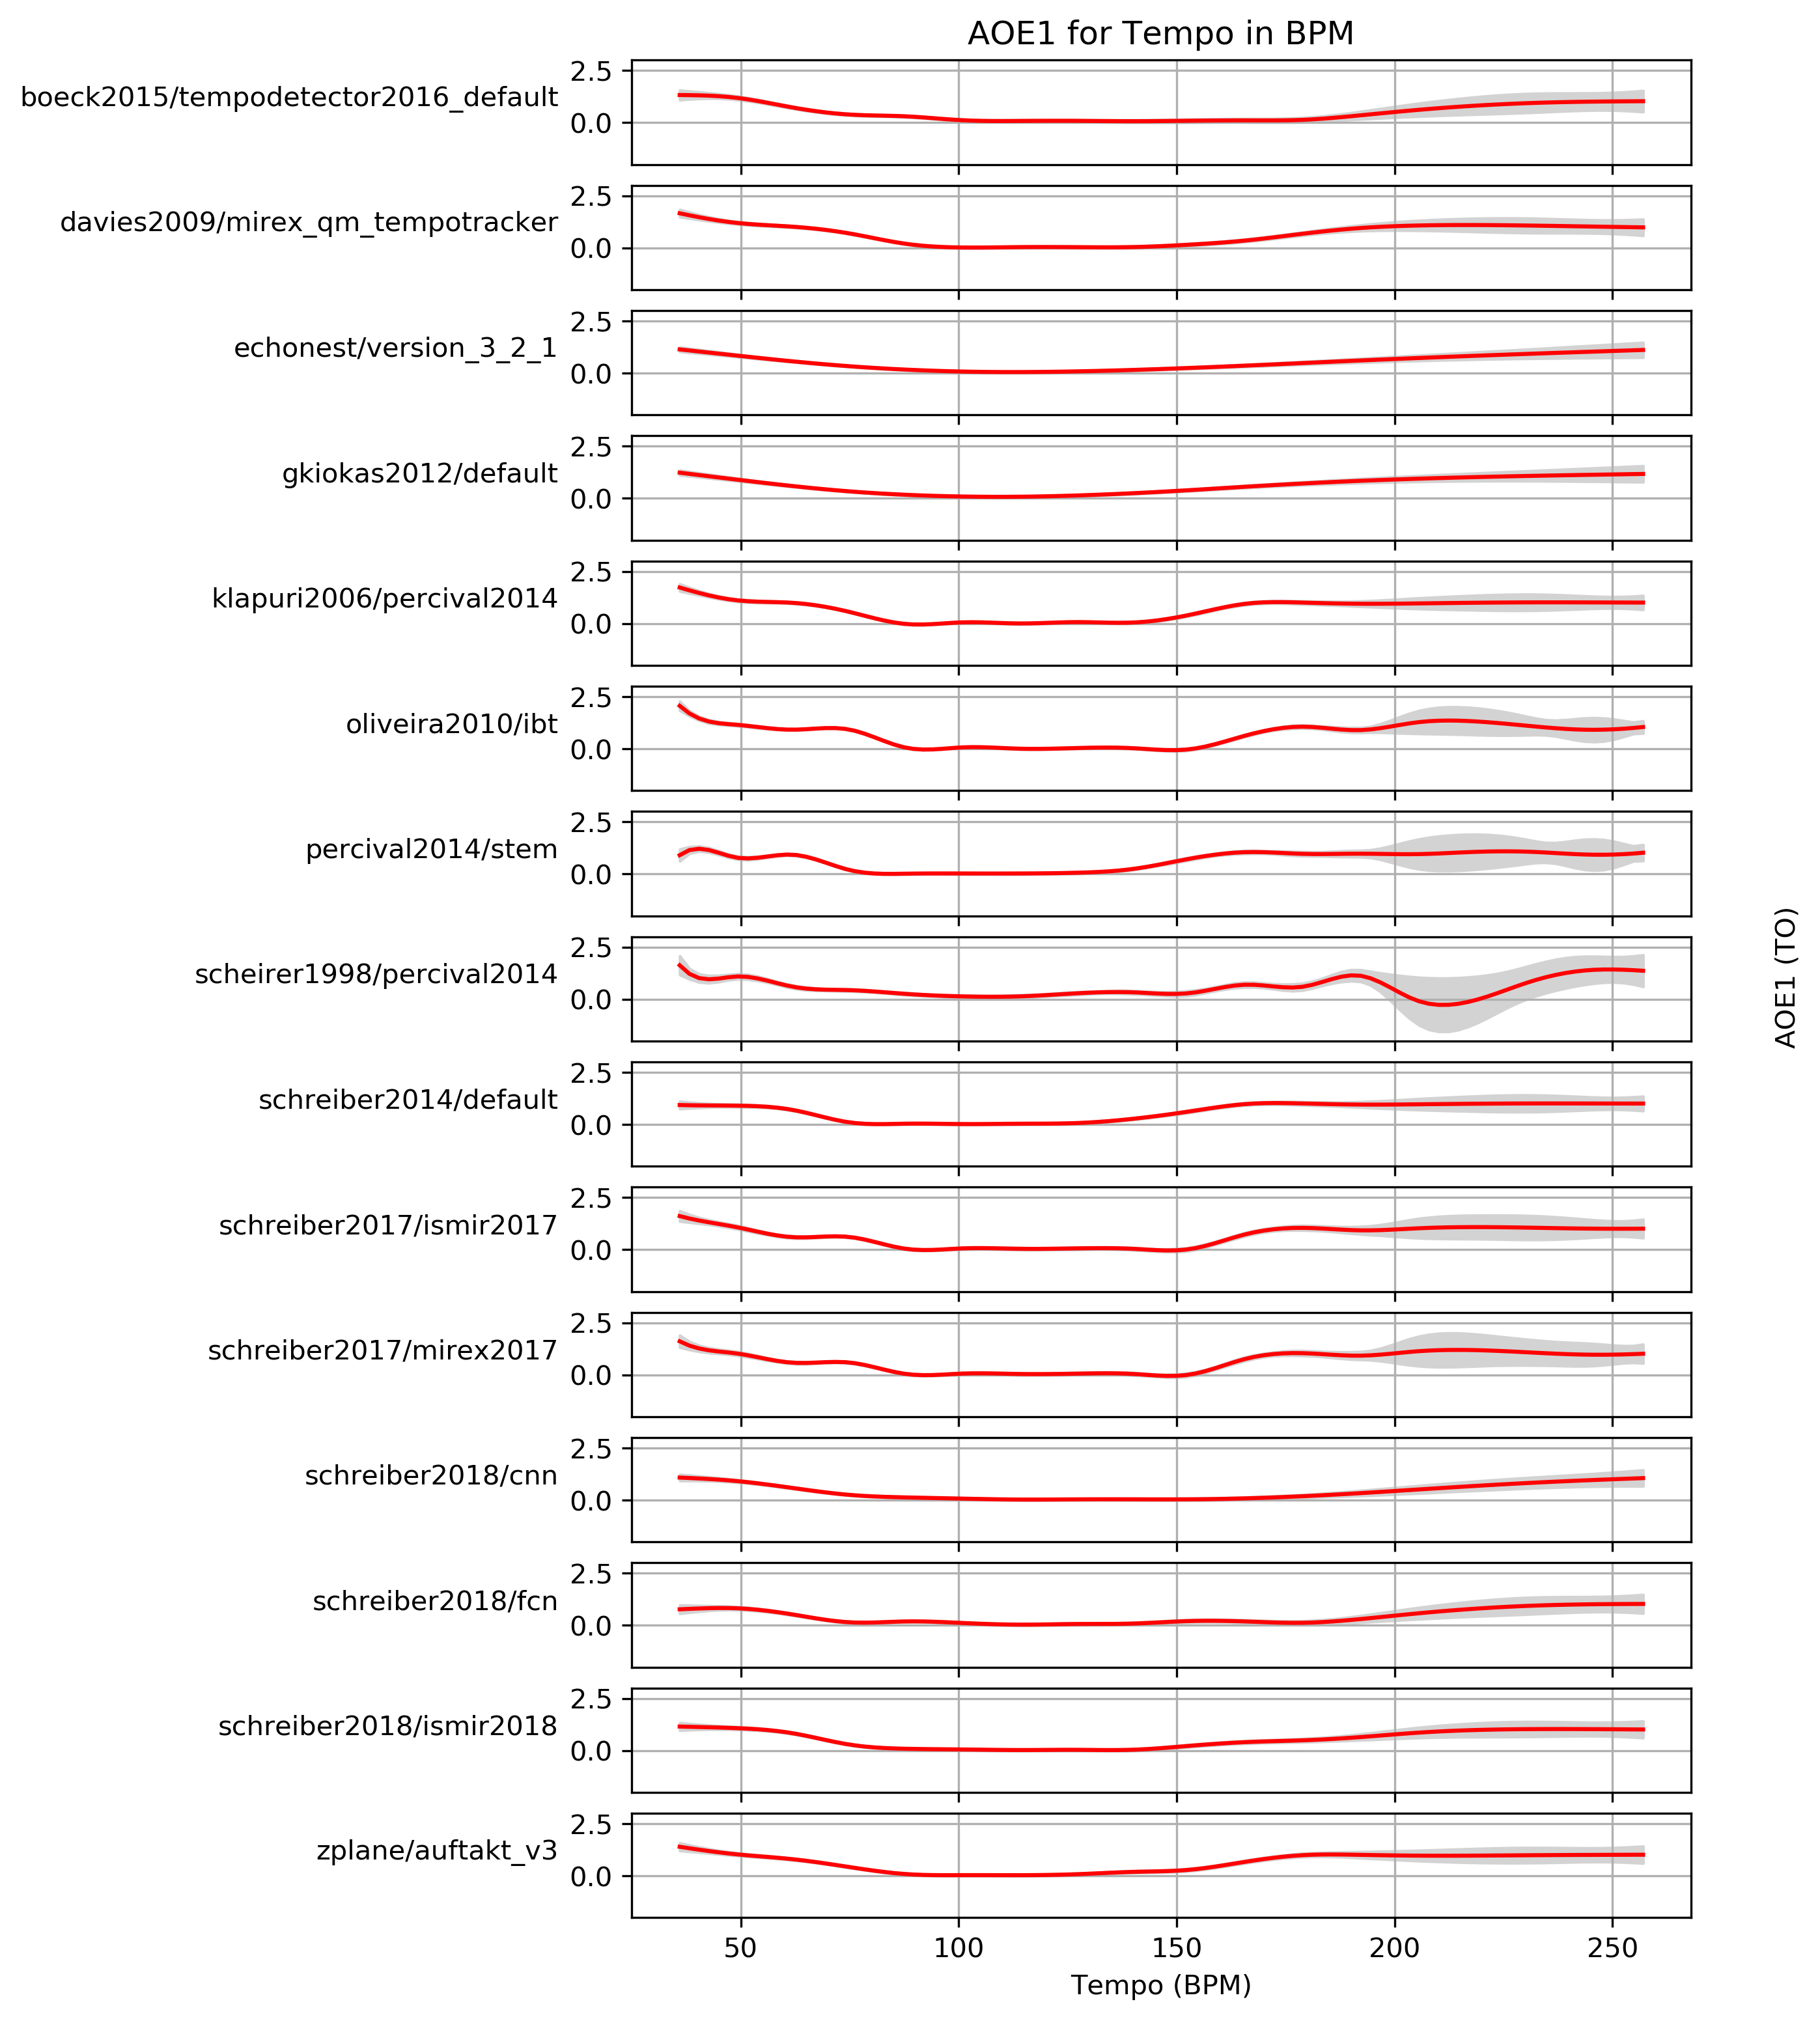 AOE1 for Tempo in BPM
boeck2015/tempodetector2016_default
2.5
0.0
davies2009/mirex_qm_tempotracker
2.5
0.0
echonest/version_3_2_1
2.5
0.0
gkiokas2012/default
2.5
0.0
klapuri2006/percival2014
2.5
0.0
oliveira2010/ibt
2.5
0.0
percival2014/stem
2.5
0.0
scheirer1998/percival2014
2.5
0.0
schreiber2014/default
2.5
0.0
schreiber2017/ismir2017
2.5
0.0
schreiber2017/mirex2017
2.5
0.0
schreiber2018/cnn
2.5
0.0
schreiber2018/fcn
2.5
0.0
schreiber2018/ismir2018
2.5
0.0
zplane/auftakt_v3
2.5
0.0
50 100 150 200 250
Tempo (BPM)
AOE1 (TO)